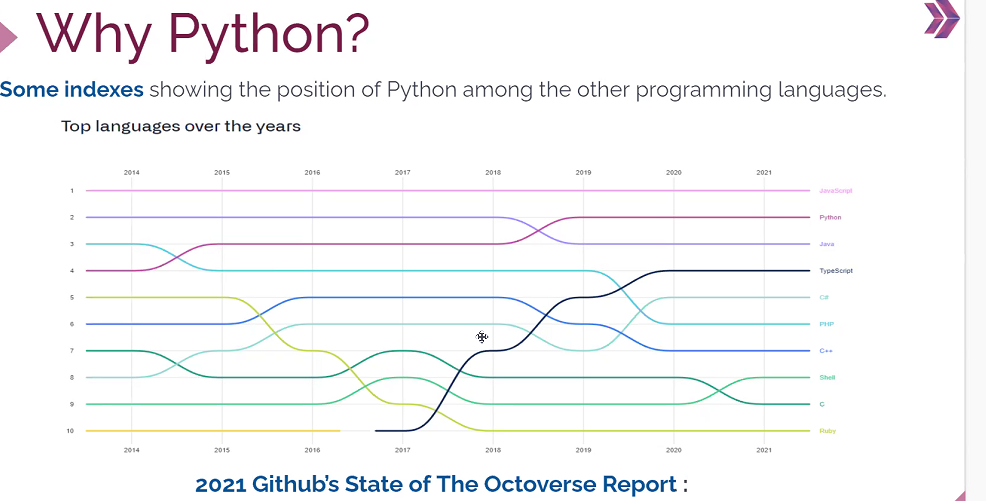 Why Python?
Some indexes showing the position of Python among the other programming languages.
Top languages over the years
2014 2015 2016 2017 2018 2019 2020 2021
1 JavaScript
2 Python
3 Java
4 TypeScript
5 C#
6 PHP
7 C++
8 Shell
9 C
10 Ruby
2014 2015 2016 2017 2018 2019 2020 2021
2021 Github's State of The Octoverse Report :